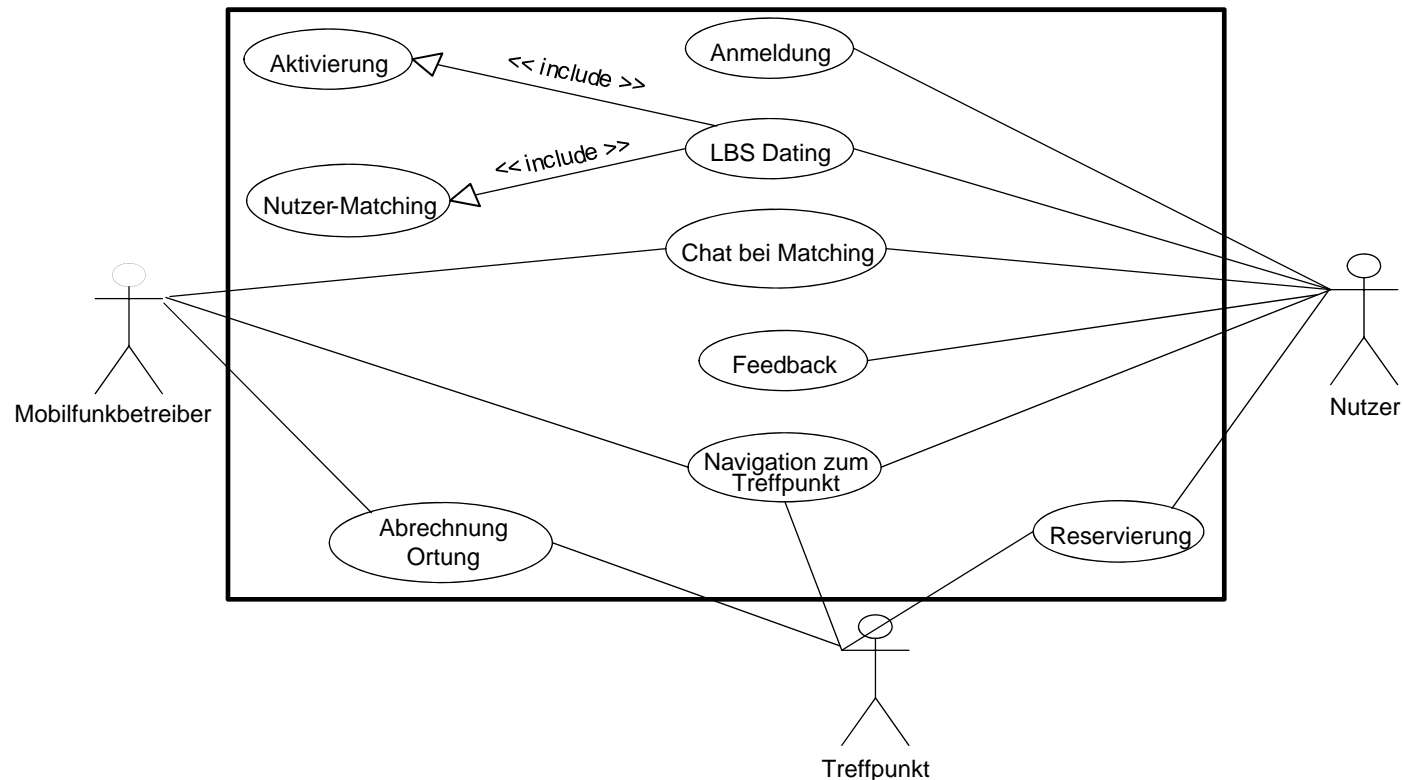 Aktivierung
<< include >>
Anmeldung
<< include >>
LBS Dating
Nutzer-Matching
Chat bei Matching
Feedback
Mobilfunkbetreiber
Nutzer
Navigation zum
Treffpunkt
Abrechnung
Ortung
Reservierung
Treffpunkt